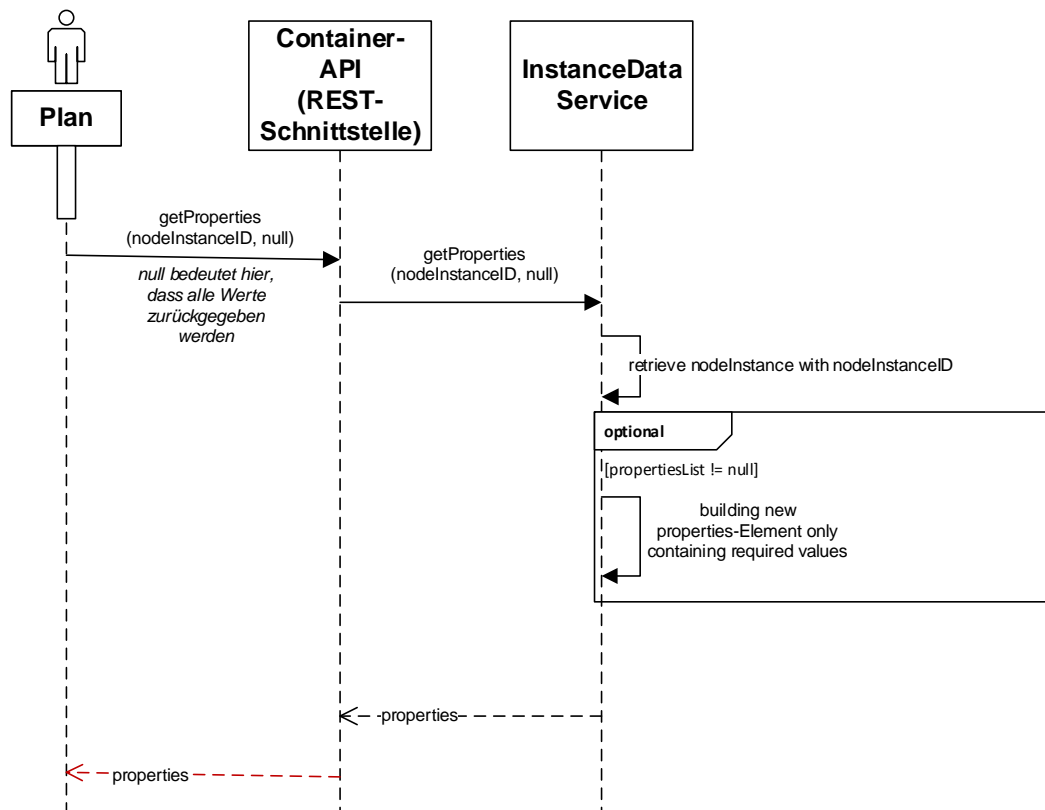 Container-
API
(REST-
Schnittstelle)
InstanceData
Service
Plan
getProperties
(nodeInstanceID, null)
null bedeutet hier,
dass alle Werte
zurückgegeben
werden
getProperties
(nodeInstanceID, null)
retrieve nodeInstance with nodeInstanceID
optional
[propertiesList != null]
building new
properties-Element only
containing required values
properties
properties